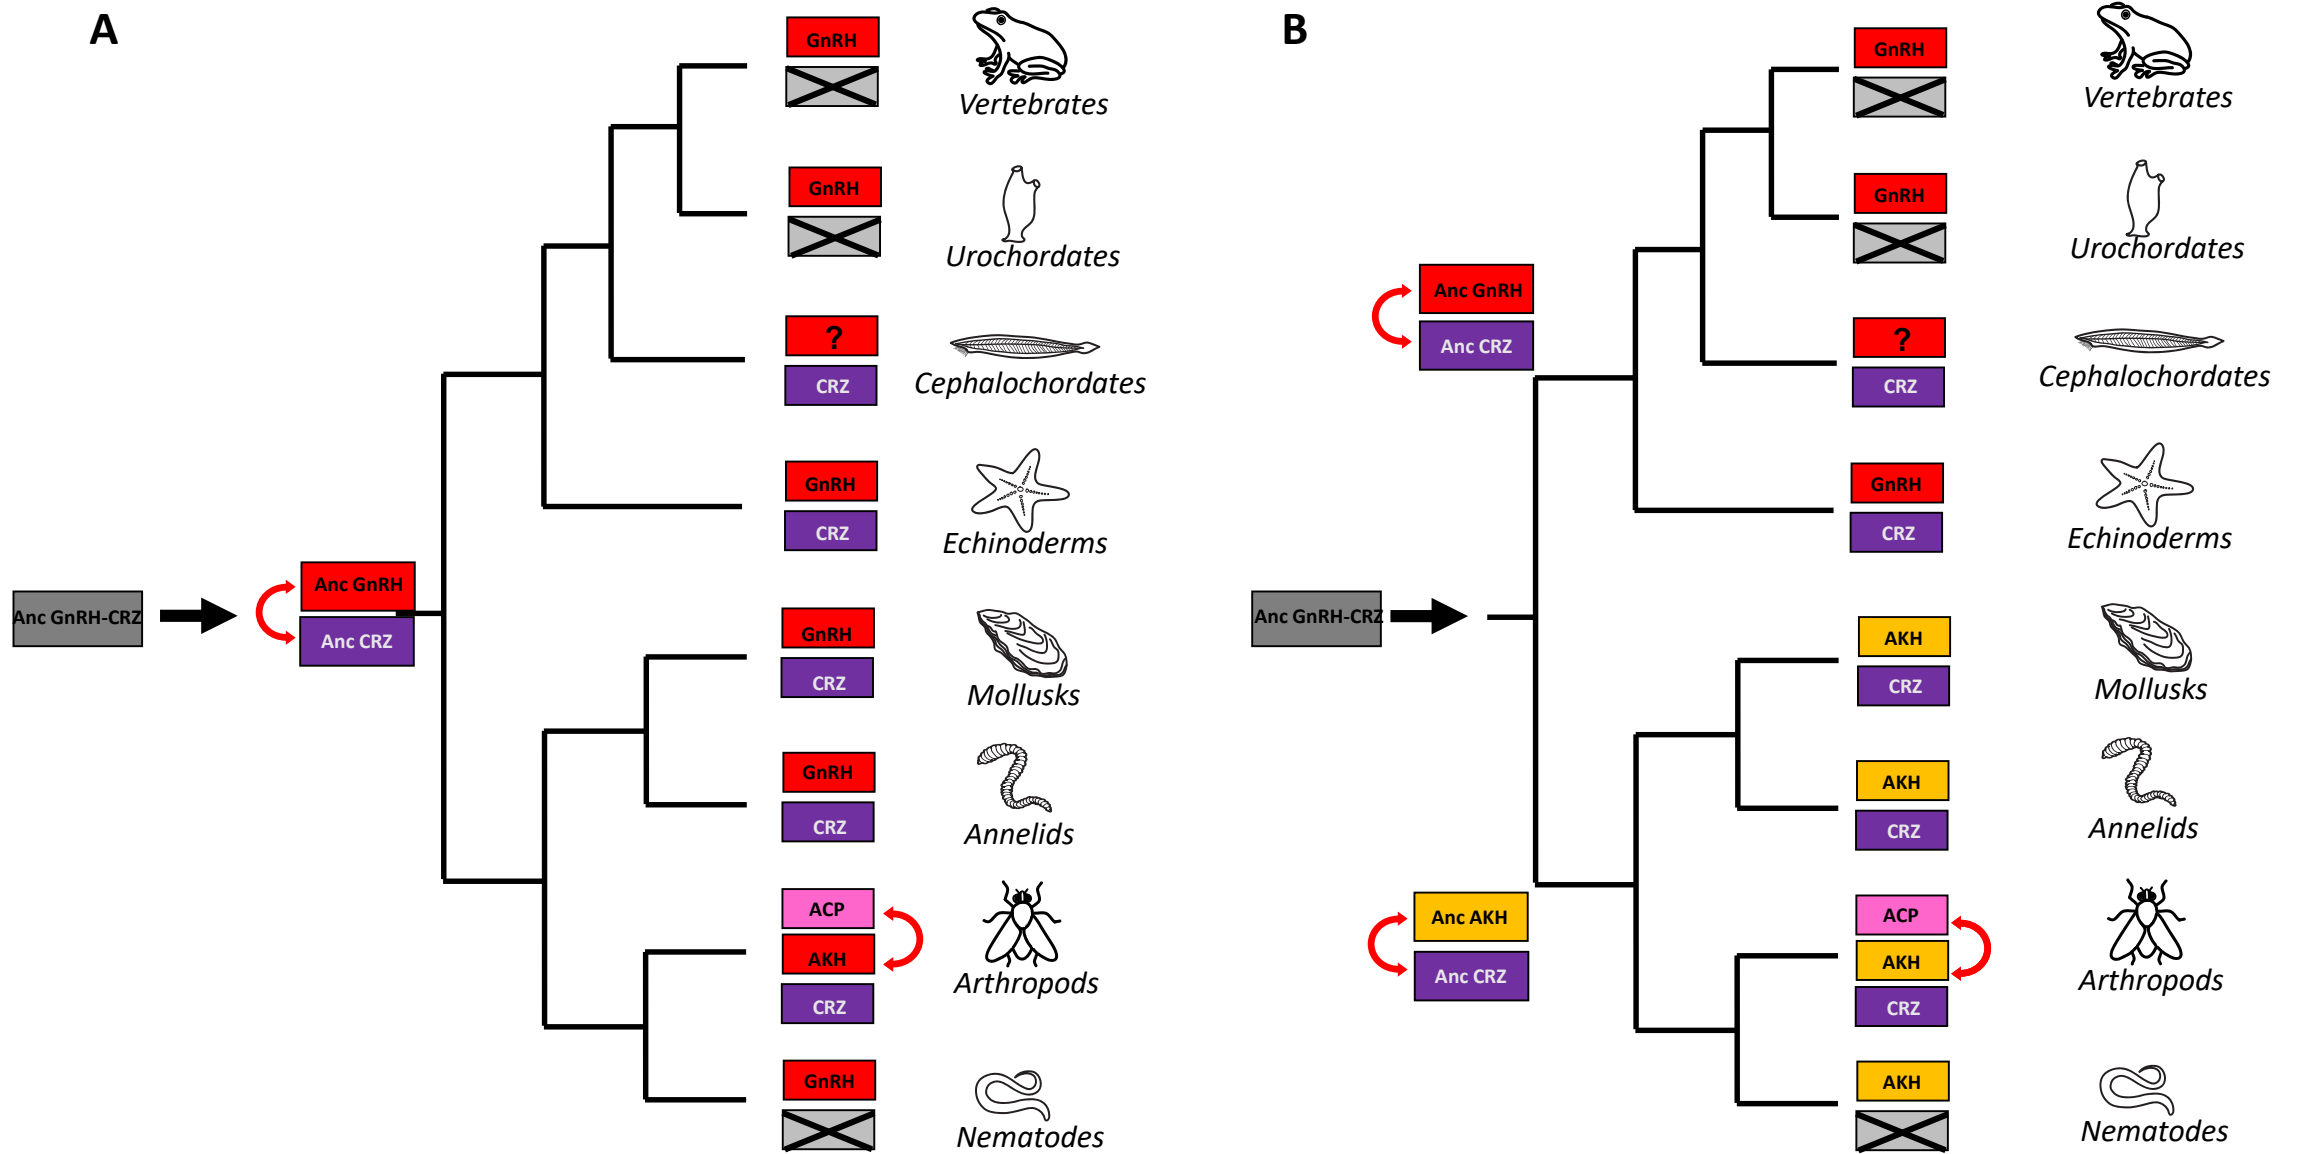 A
GnRH
Vertebrates
GnRH
Urochordates
?
CRZ
Cephalochordates
GnRH
CRZ
Echinoderms
Anc GnRH-CRZ
Anc GnRH
Anc CRZ
GnRH
CRZ
Mollusks
GnRH
CRZ
Annelids
ACP
AKH
CRZ
Arthropods
GnRH
Nematodes
B
GnRH
Vertebrates
GnRH
Urochordates
Anc GnRH
Anc CRZ
?
CRZ
Cephalochordates
GnRH
CRZ
Echinoderms
Anc GnRH-CRZ
AKH
CRZ
Mollusks
AKH
CRZ
Annelids
Anc AKH
Anc CRZ
ACP
AKH
CRZ
Arthropods
AKH
Nematodes